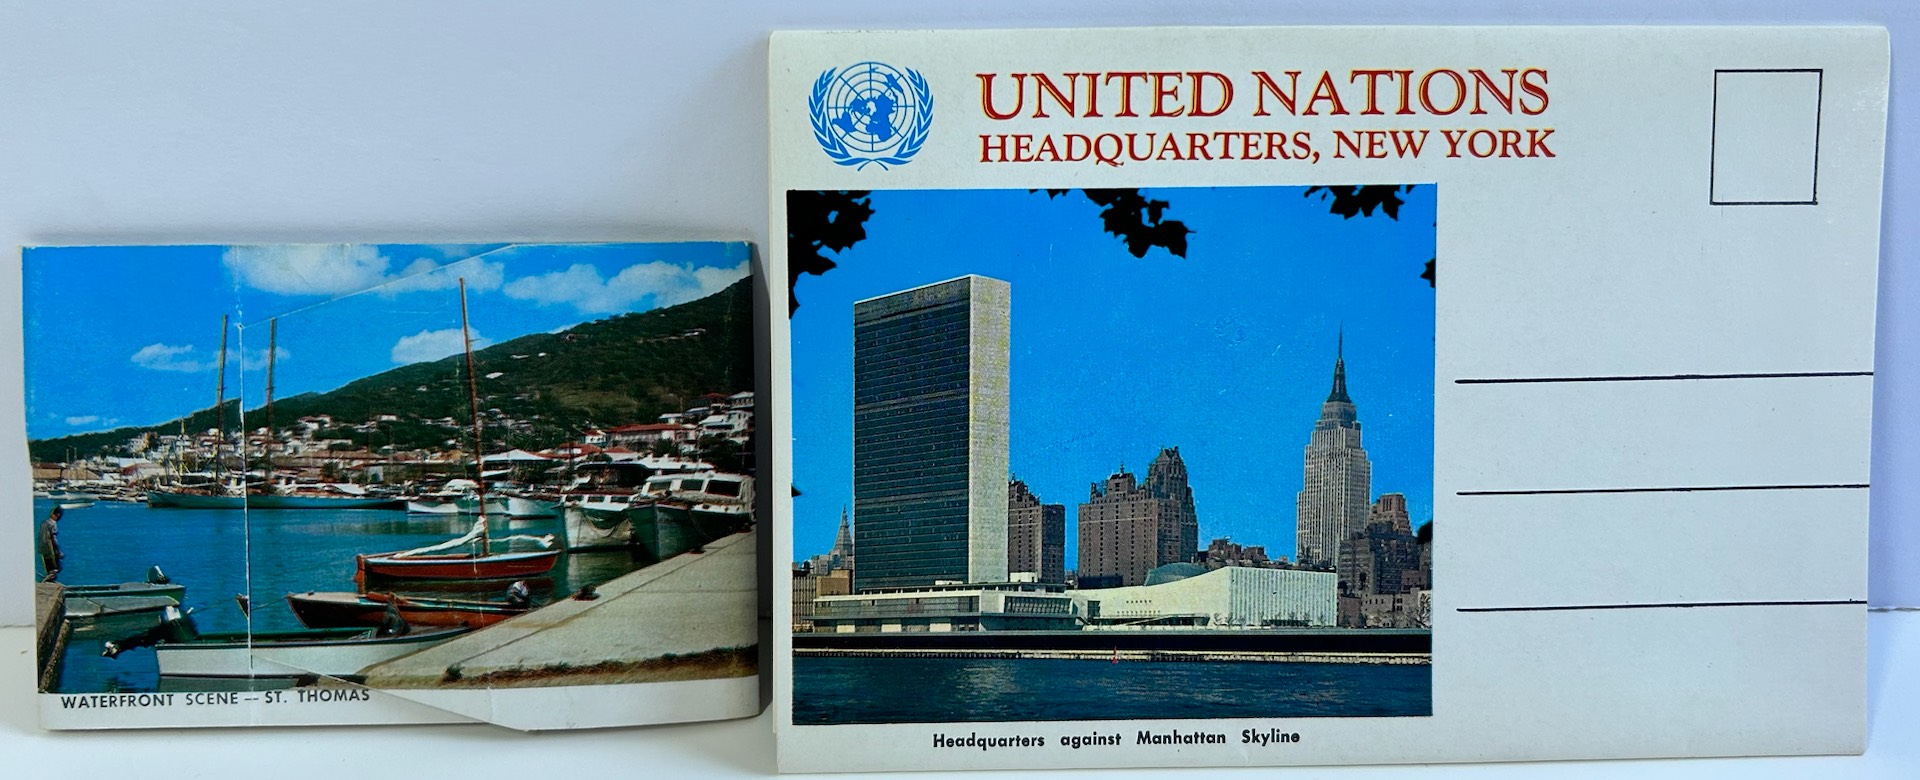 WATERFRONT SCENE -- ST. THOMAS
UNITED NATIONS
HEADQUARTERS, NEW YORK
Headquarters against Manhattan Skyline